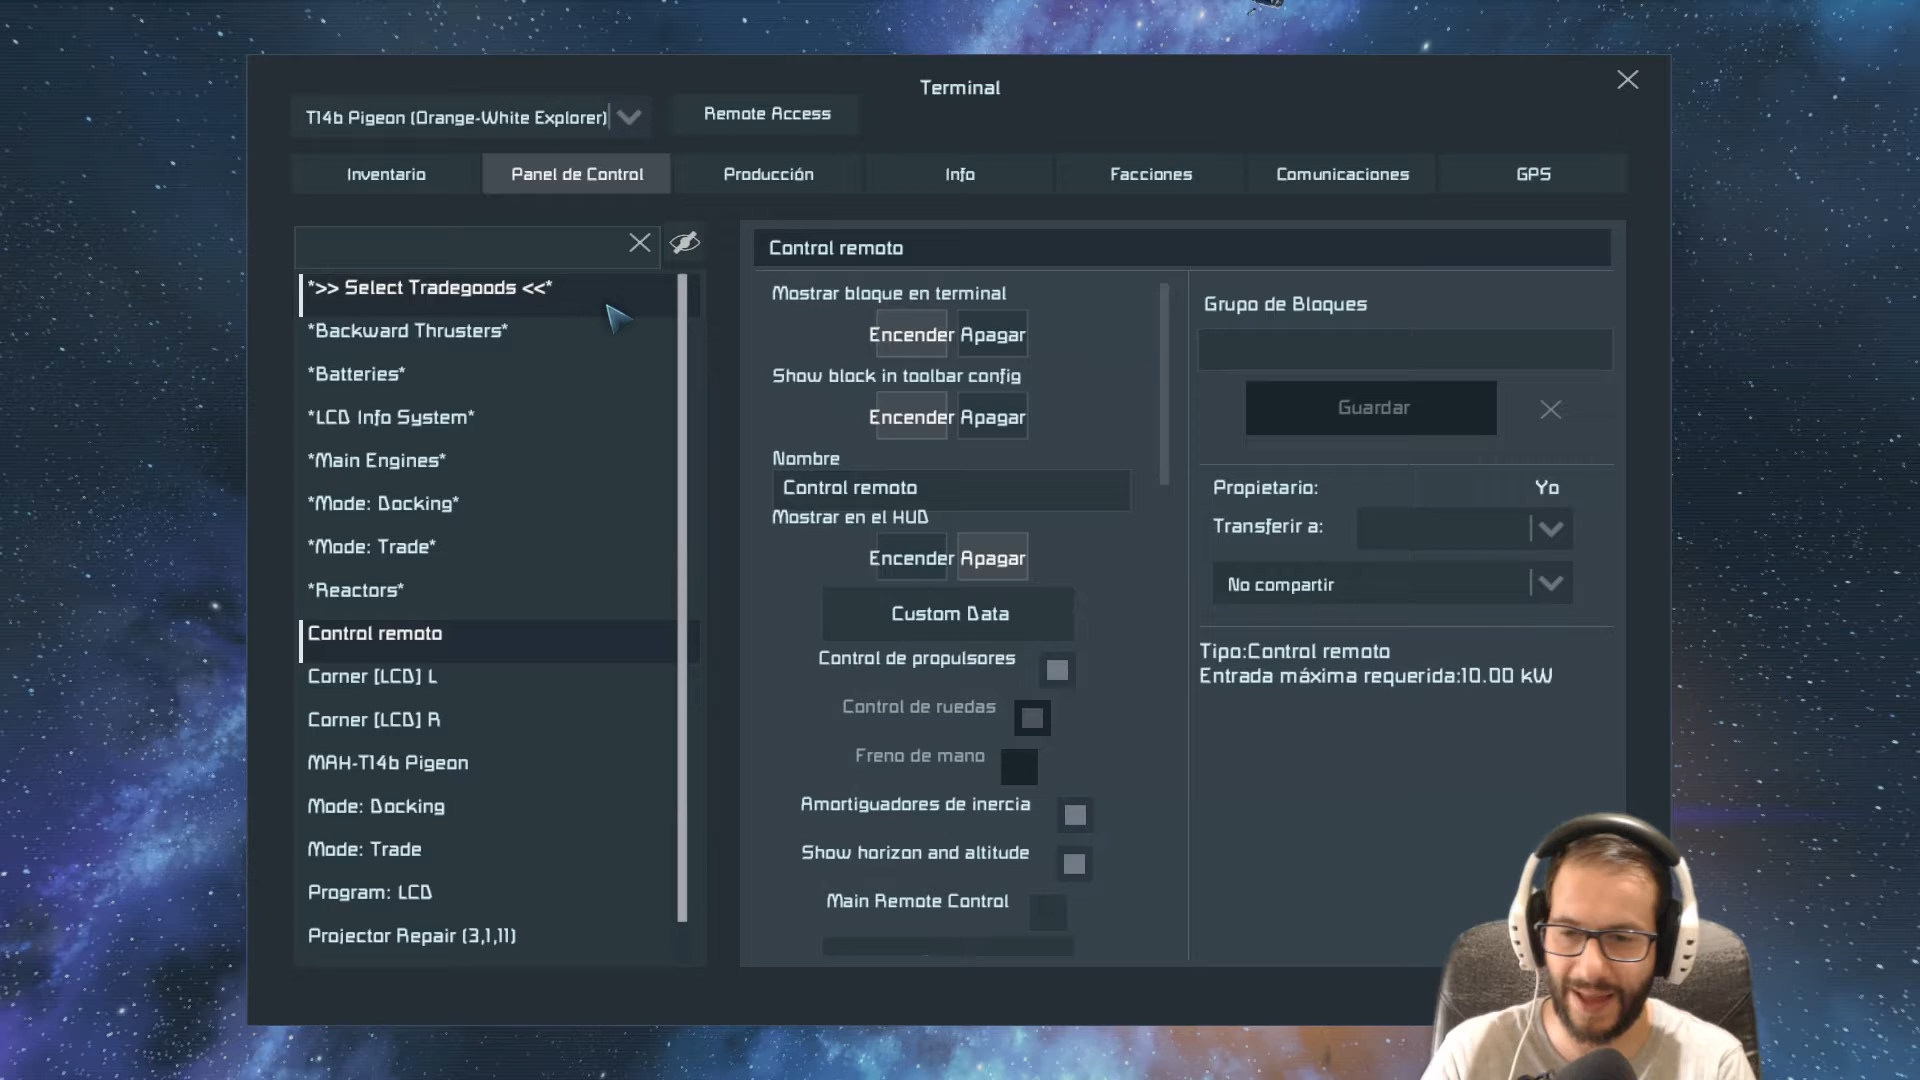 Terminal
T14b Pigeon (Orange-White Explorer)
Remote Access
Inventario
Panel de Control
Producción
Info
Facciones
Comunicaciones
GPS
*>> Select Tradegoods <<*
*Backward Thrusters*
*Batteries*
*LCD Info System*
*Main Engines*
*Mode: Docking*
*Mode: Trade*
*Reactors*
Control remoto
Corner [LCD] L
Corner [LCD] R
MAH-T14b Pigeon
Mode: Docking
Mode: Trade
Program: LCD
Projector Repair (3,1,11)
Control remoto
Mostrar bloque en terminal
Encender Apagar
Show block in toolbar config
Encender Apagar
Nombre
Control remoto
Mostrar en el HUD
Encender Apagar
Custom Data
Control de propulsores
Control de ruedas
Freno de mano
Amortiguadores de inercia
Show horizon and altitude
Main Remote Control
Grupo de Bloques
Guardar
Propietario: Yo
Transferir a:
No compartir
Tipo:Control remoto
Entrada máxima requerida:10.00 kW